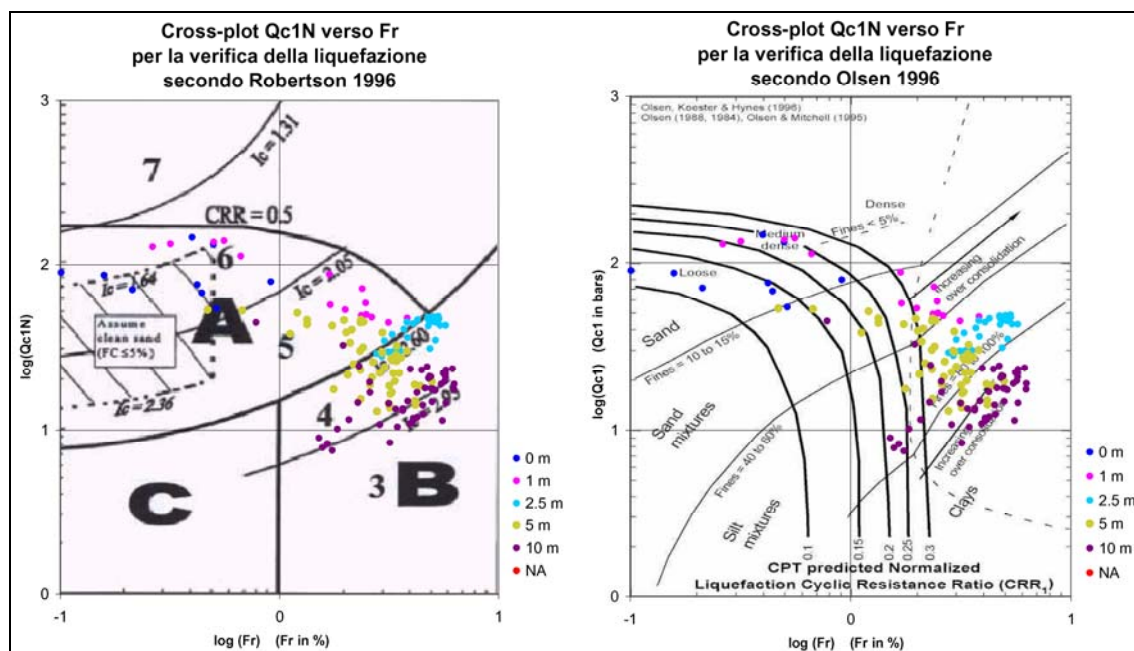 Cross-plot Qc1N verso Fr
per la verifica della liquefazione
secondo Robertson 1996
3
2
1
0
log(Qc1N)
7
Ic = 1.31
CRR = 0.5
6
Ic = 1.64
Ic = 2.05
A
Assume
clean sand
(FC ≤5%)
5
60
Ic = 2.36
4
Ic = 2.95
3
B
C
-1
0
1
log (Fr) (Fr in %)
0 m
1 m
2.5 m
5 m
10 m
NA
Cross-plot Qc1N verso Fr
per la verifica della liquefazione
secondo Olsen 1996
3
2
1
0
log(Qc1) (Qc1 in bars)
Olsen, Koester & Hynes (1996)
Olsen (1988, 1984), Olsen & Mitchell (1995)
Dense
Fines < 5%
Medium
dense
Loose
Increasing
over consolidation
Sand
Fines = 10 to 15%
Sand
mixtures
Fines = 40 to 60%
Silt
mixtures
Increasing
over consolidation
Clays
0.1
0.15
0.2
0.25
0.3
CPT predicted Normalized
Liquefaction Cyclic Resistance Ratio (CRR1)
-1
0
1
log (Fr) (Fr in %)
0 m
1 m
2.5 m
5 m
10 m
NA